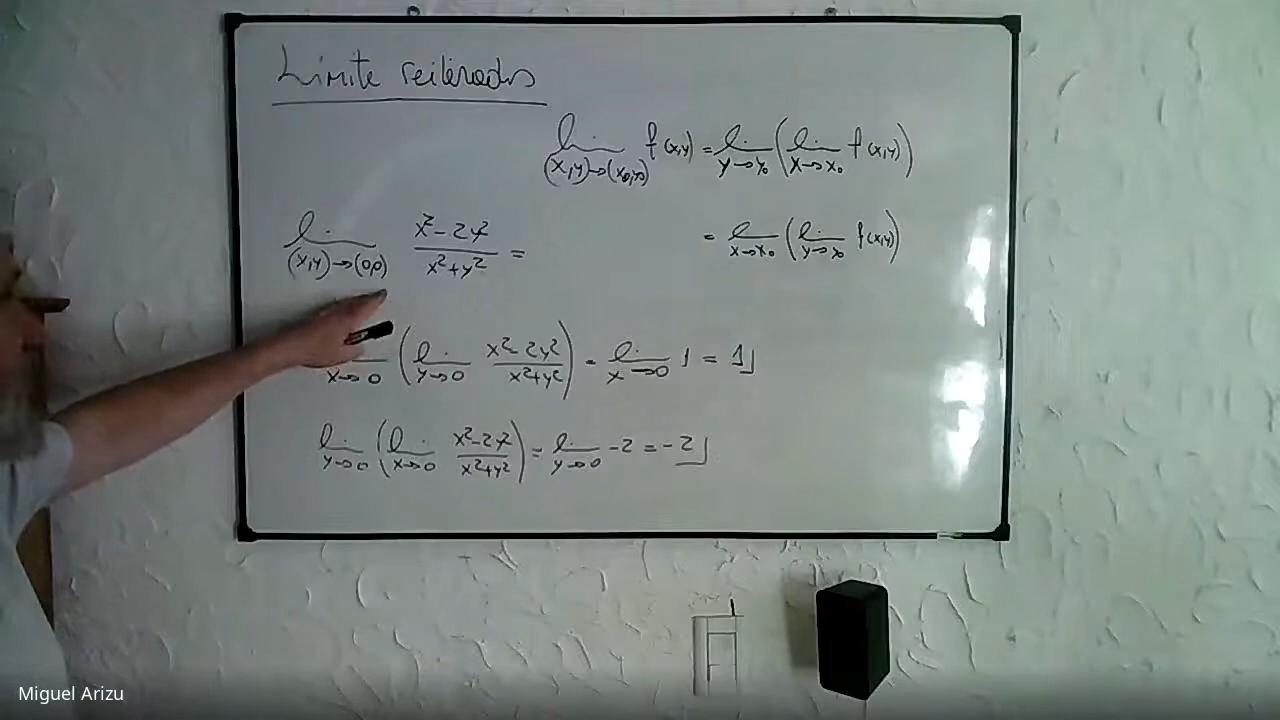 Limite reiterados
lim (x,y)→(x0,y0) f(x,y) = lim y→y0 (lim x→x0 f(x,y))
lim (x,y)→(0,0) (x²-2y²)/(x²+y²) =
= lim x→x0 (lim y→y0 f(x,y))
x→0 (lim y→0 (x²-2y²)/(x²+y²)) = lim x→0 1 = 1
lim y→0 (lim x→0 (x²-2y²)/(x²+y²)) = lim y→0 -2 = -2
Miguel Arizu